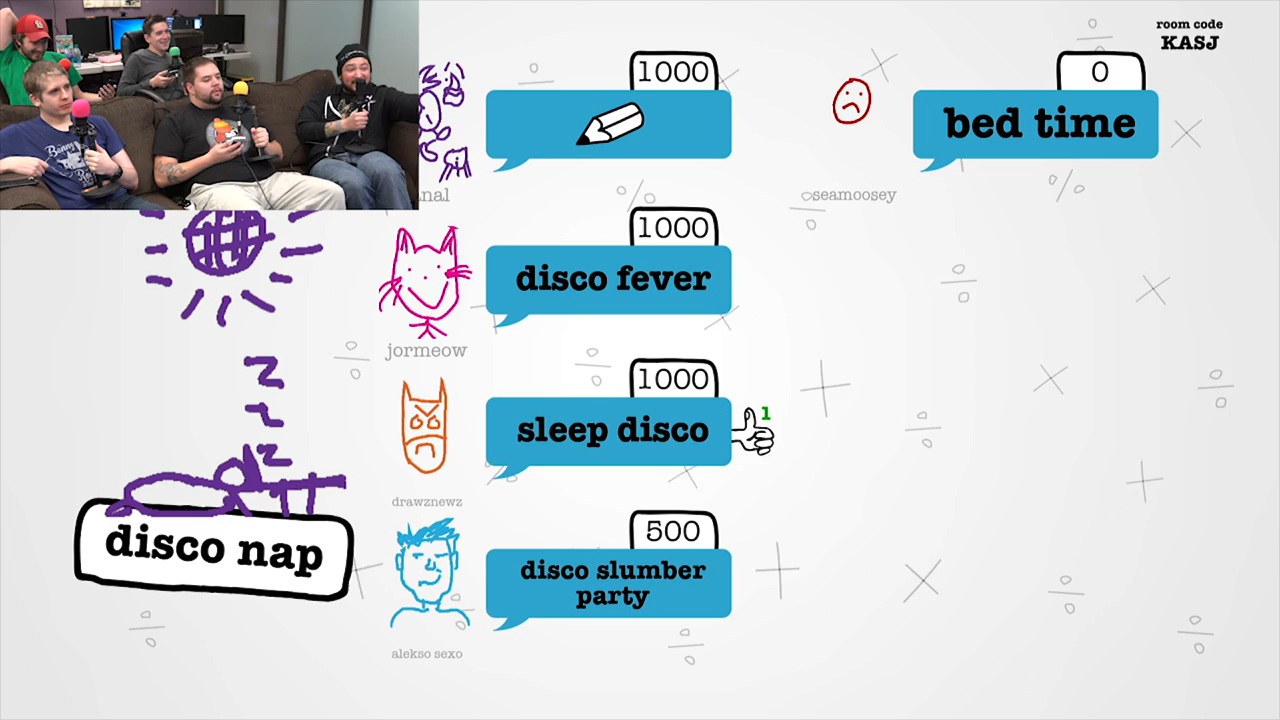 room code
KASJ
1000
0
bed time
seamoosey
1000
disco fever
jormeow
1000
sleep disco
1
drawznewz
500
disco slumber
party
alekso sexo
disco nap
z
z
z